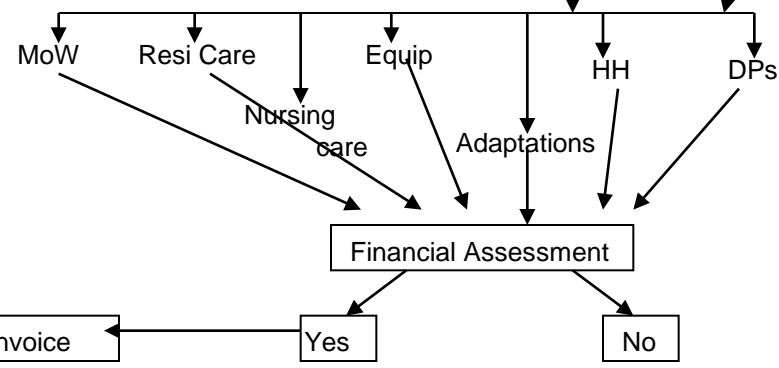 MoW
Resi Care
Equip
HH
DPs
Nursing
care
Adaptations
Financial Assessment
nvoice
Yes
No